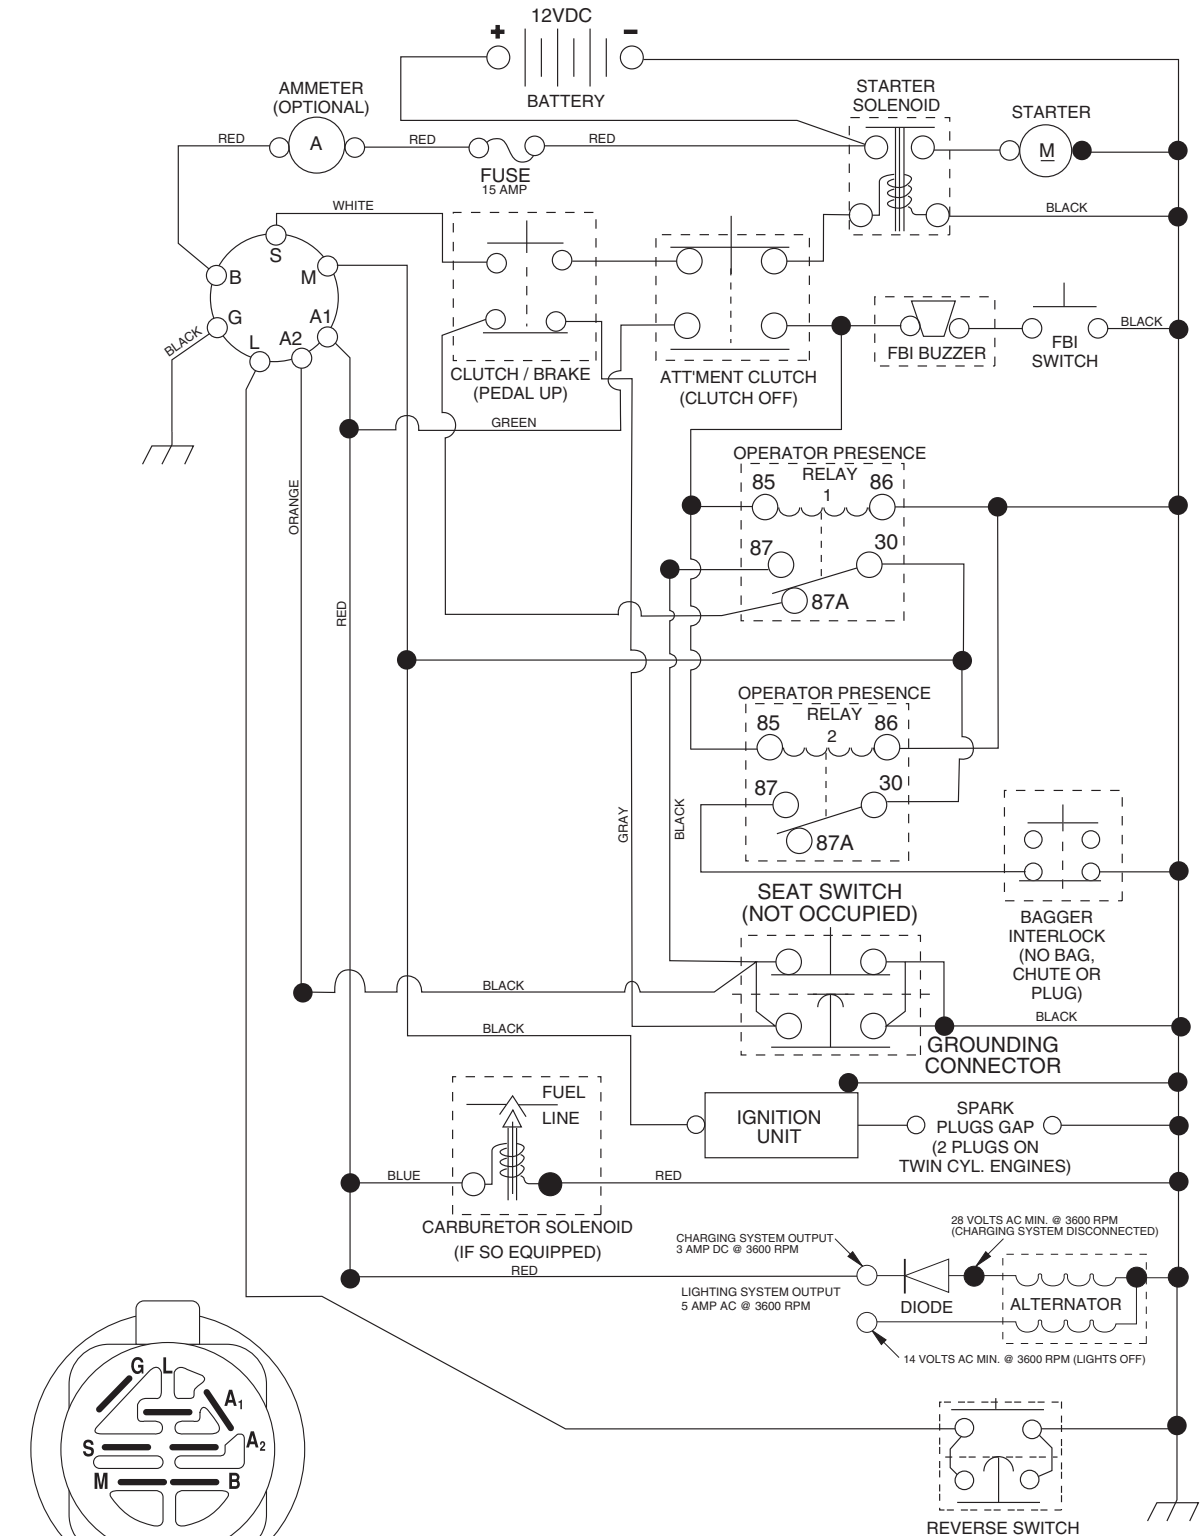 12VDC
+ −
BATTERY
AMMETER
(OPTIONAL)
A
RED
RED
FUSE
15 AMP
RED
STARTER
SOLENOID
STARTER
M
BLACK
WHITE
S
B
M
G
A1
L
A2
BLACK
CLUTCH / BRAKE
(PEDAL UP)
ATT'MENT CLUTCH
(CLUTCH OFF)
FBI BUZZER
FBI
SWITCH
BLACK
GREEN
ORANGE
RED
OPERATOR PRESENCE
RELAY
1
85
86
87
30
87A
OPERATOR PRESENCE
RELAY
2
85
86
87
30
87A
GRAY
BLACK
SEAT SWITCH
(NOT OCCUPIED)
BAGGER
INTERLOCK
(NO BAG,
CHUTE OR
PLUG)
BLACK
BLACK
BLACK
GROUNDING
CONNECTOR
FUEL
LINE
IGNITION
UNIT
SPARK
PLUGS GAP
(2 PLUGS ON
TWIN CYL. ENGINES)
BLUE
RED
CARBURETOR SOLENOID
(IF SO EQUIPPED)
RED
CHARGING SYSTEM OUTPUT
3 AMP DC @ 3600 RPM
28 VOLTS AC MIN. @ 3600 RPM
(CHARGING SYSTEM DISCONNECTED)
LIGHTING SYSTEM OUTPUT
5 AMP AC @ 3600 RPM
DIODE
ALTERNATOR
14 VOLTS AC MIN. @ 3600 RPM (LIGHTS OFF)
G L
A1
S
A2
M
B
REVERSE SWITCH